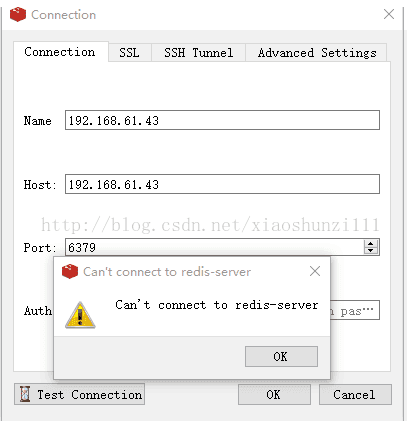 Connection
Connection SSL SSH Tunnel Advanced Settings
Name 192.168.61.43
Host: 192.168.61.43
http://blog.csdn.net/xiaoshunzi111
Port: 6379
Can't connect to redis-server
Can't connect to redis-server
Auth pas…
OK
Test Connection OK Cancel